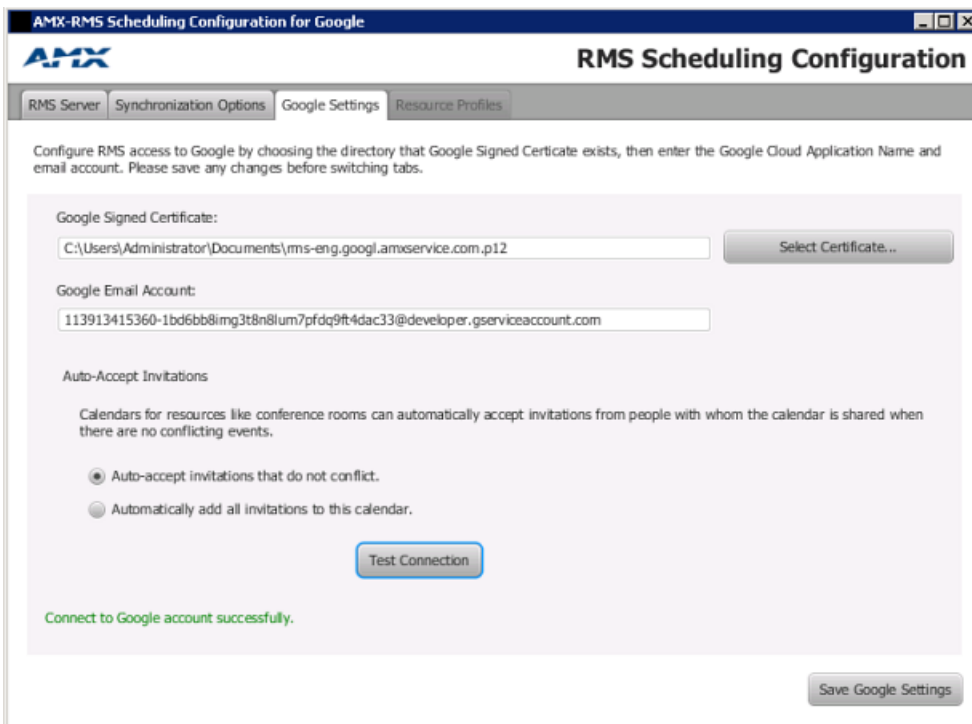 AMX-RMS Scheduling Configuration for Google
AMX
RMS Scheduling Configuration
RMS Server Synchronization Options Google Settings Resource Profiles
Configure RMS access to Google by choosing the directory that Google Signed Certicate exists, then enter the Google Cloud Application Name and
email account. Please save any changes before switching tabs.
Google Signed Certificate:
C:\Users\Administrator\Documents\rms-eng.googl.amxservice.com.p12
Select Certificate...
Google Email Account:
113913415360-1bd6bb8img3t8n8lum7pfdq9ft4dac33@developer.gserviceaccount.com
Auto-Accept Invitations
Calendars for resources like conference rooms can automatically accept invitations from people with whom the calendar is shared when
there are no conflicting events.
Auto-accept invitations that do not conflict.
Automatically add all invitations to this calendar.
Test Connection
Connect to Google account successfully.
Save Google Settings